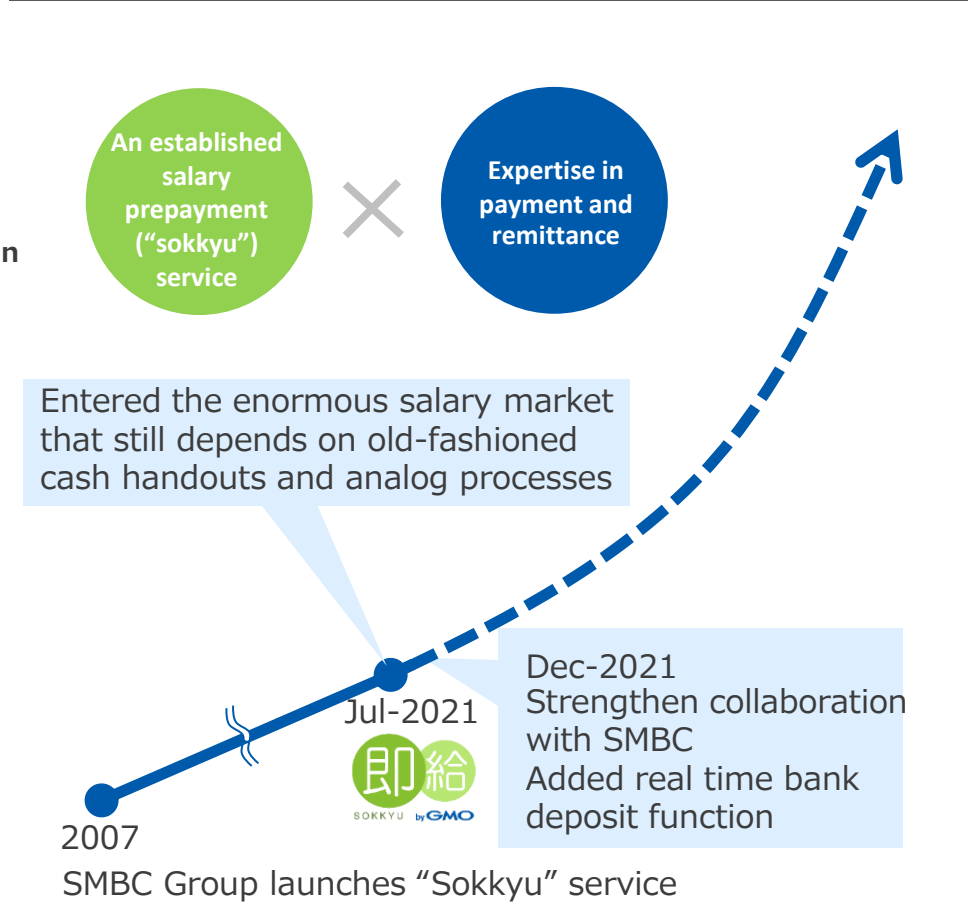 An established
salary
prepayment
(“sokkyu”)
service
Expertise in
payment and
remittance
n
Entered the enormous salary market
that still depends on old-fashioned
cash handouts and analog processes
Jul-2021
即給
SOKKYU by GMO
Dec-2021
Strengthen collaboration
with SMBC
Added real time bank
deposit function
2007
SMBC Group launches “Sokkyu” service